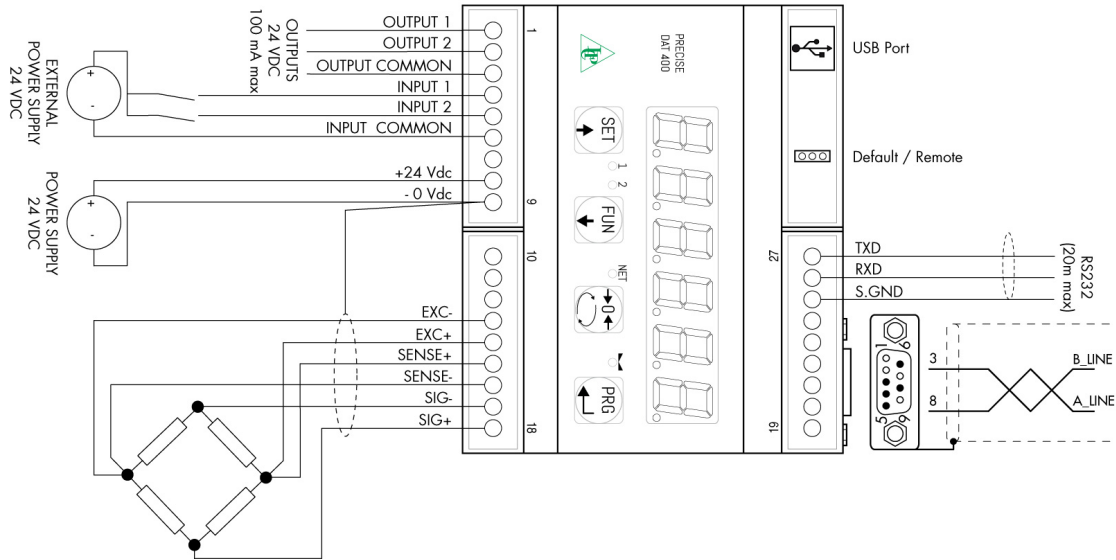 OUTPUT 1
OUTPUT 2
OUTPUT COMMON
INPUT 1
INPUT 2
INPUT COMMON
+24 Vdc
- 0 Vdc
OUTPUTS
24 VDC
100 mA max
EXTERNAL
POWER SUPPLY
24 VDC
+
-
POWER SUPPLY
24 VDC
+
-
EXC-
EXC+
SENSE+
SENSE-
SIG-
SIG+
1
9
10
18
PRECISE
DAT 400
SET
1
2
FUN
NET
0
PRG
USB Port
Default / Remote
27
19
TXD
RXD
S.GND
RS232
(20m max)
1
6
5
9
3
8
B_LINE
A_LINE